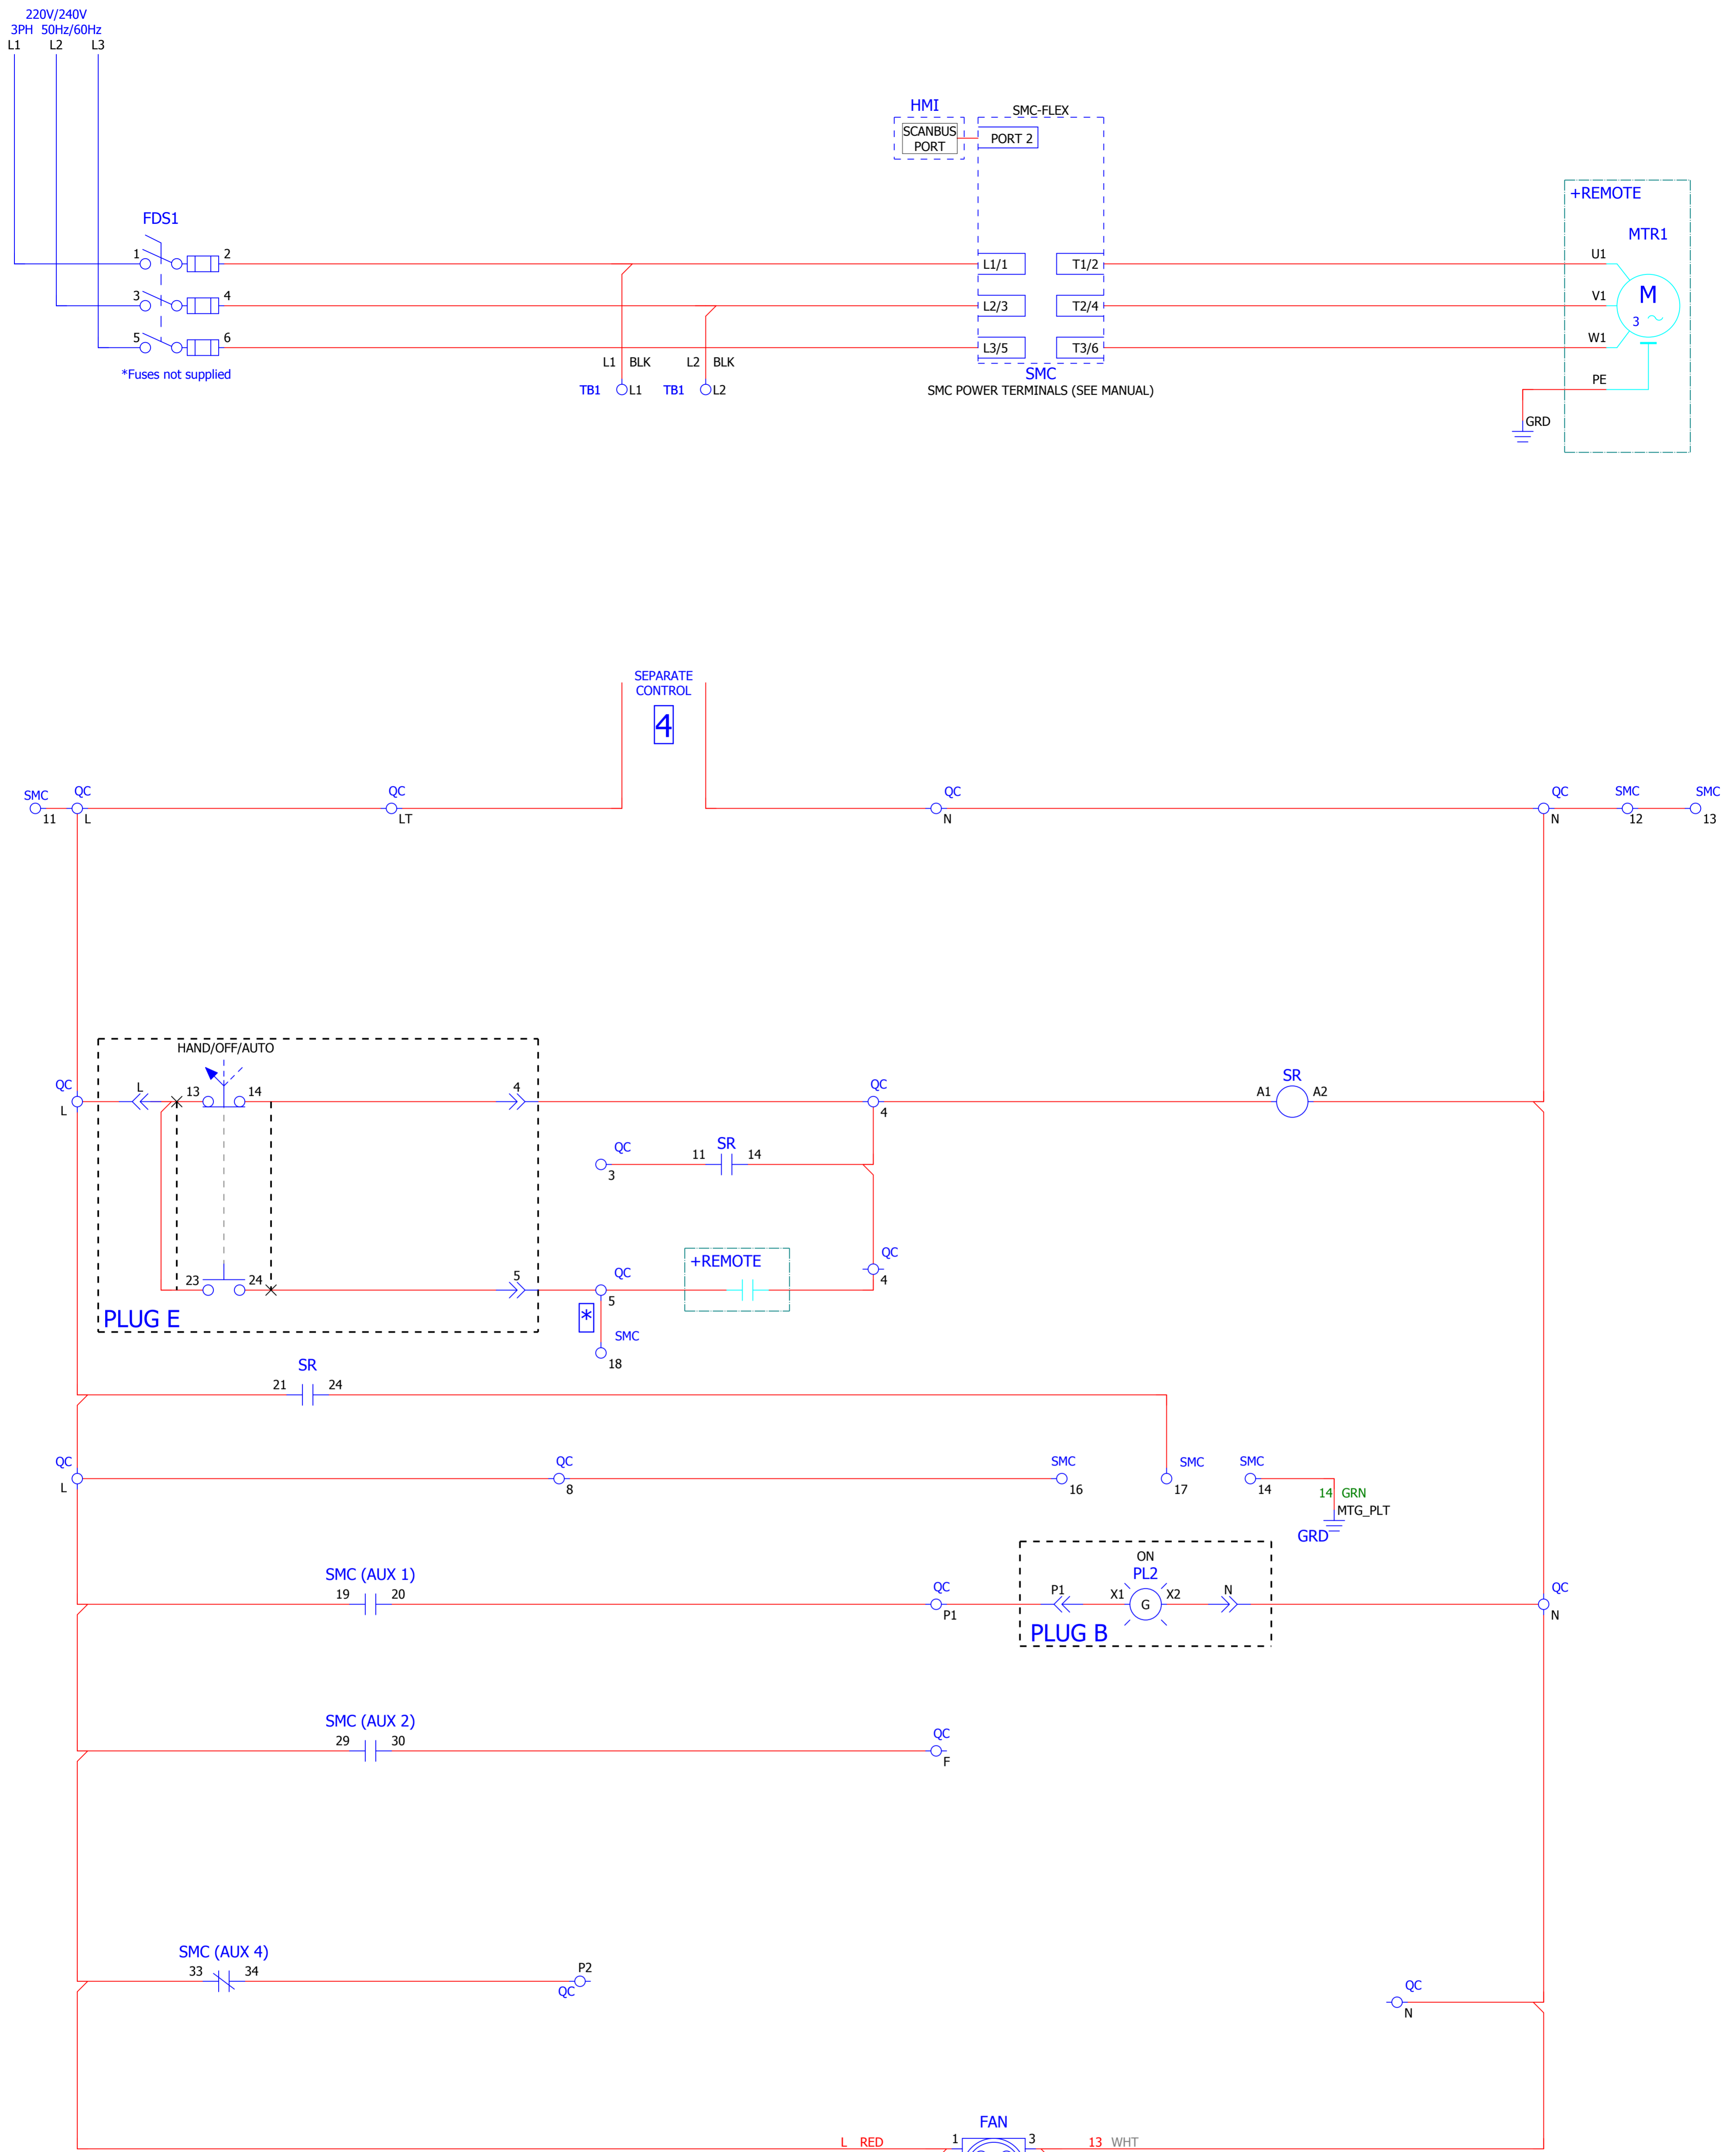 220V/240V
3PH 50Hz/60Hz
L1 L2 L3
HMI
SMC-FLEX
SCANBUS
PORT
PORT 2
+REMOTE
MTR1
FDS1
1 2
L1/1 T1/2
U1
3 4
L2/3 T2/4
V1
M
3
5 6
L3/5 T3/6
W1
*Fuses not supplied
L1 BLK
L2 BLK
SMC
PE
TB1 L1
TB1 L2
SMC POWER TERMINALS (SEE MANUAL)
GRD
SEPARATE
CONTROL
4
SMC QC QC QC QC SMC SMC
11 L LT N N 12 13
HAND/OFF/AUTO
QC L 13 14 4 QC SR
A1 A2
L 4
QC SR
11 14
3
QC
+REMOTE
4
23 24 5 QC
5
PLUG E
*
SMC
18
SR
21 24
QC QC SMC SMC SMC
L 8 16 17 14
14 GRN
MTG_PLT
GRD
ON
SMC (AUX 1)
PL2
19 20 QC P1 X1 X2 N QC
G
P1 N
PLUG B
SMC (AUX 2)
29 30 QC
F
SMC (AUX 4)
33 34 P2
QC
QC
N
FAN
L RED 1 3 13 WHT